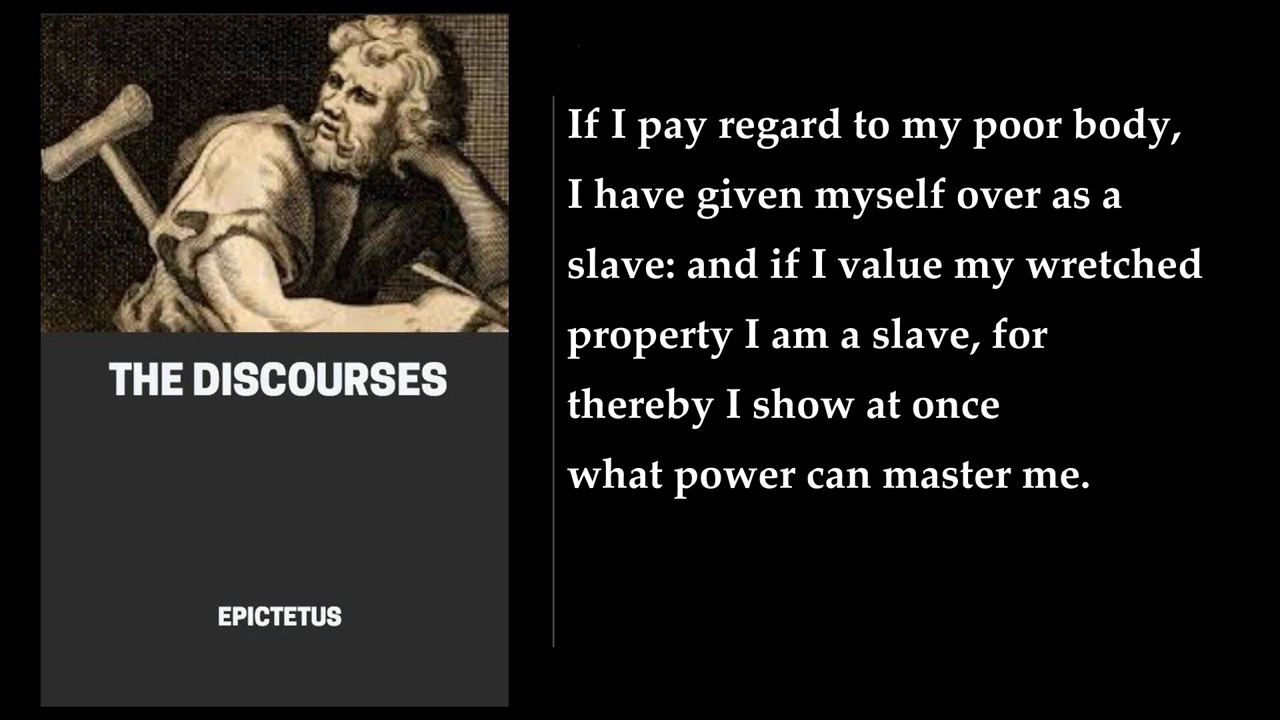 THE DISCOURSES
EPICTETUS
If I pay regard to my poor body,
I have given myself over as a
slave: and if I value my wretched
property I am a slave, for
thereby I show at once
what power can master me.